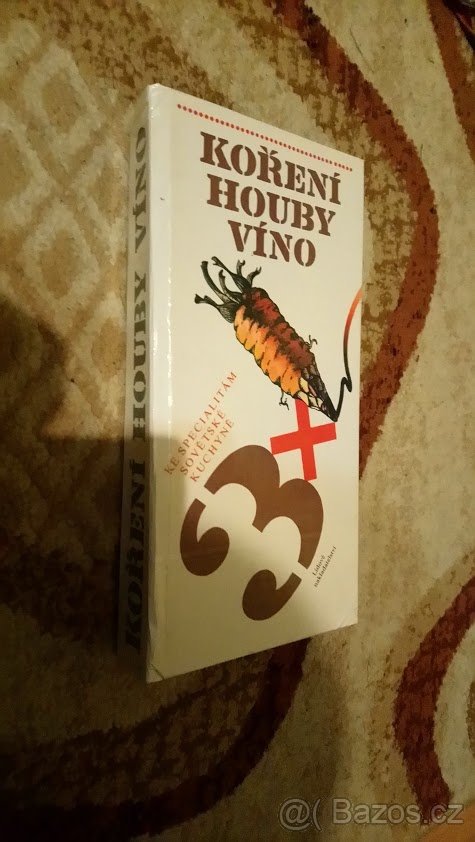 KOŘENÍ
HOUBY
VÍNO
KE SPECIALITÁM
SOVĚTSKÉ
KUCHYNĚ
3×
Lidové
nakladatelství
KOŘENÍ HOUBY VÍNO
@( Bazos.cz